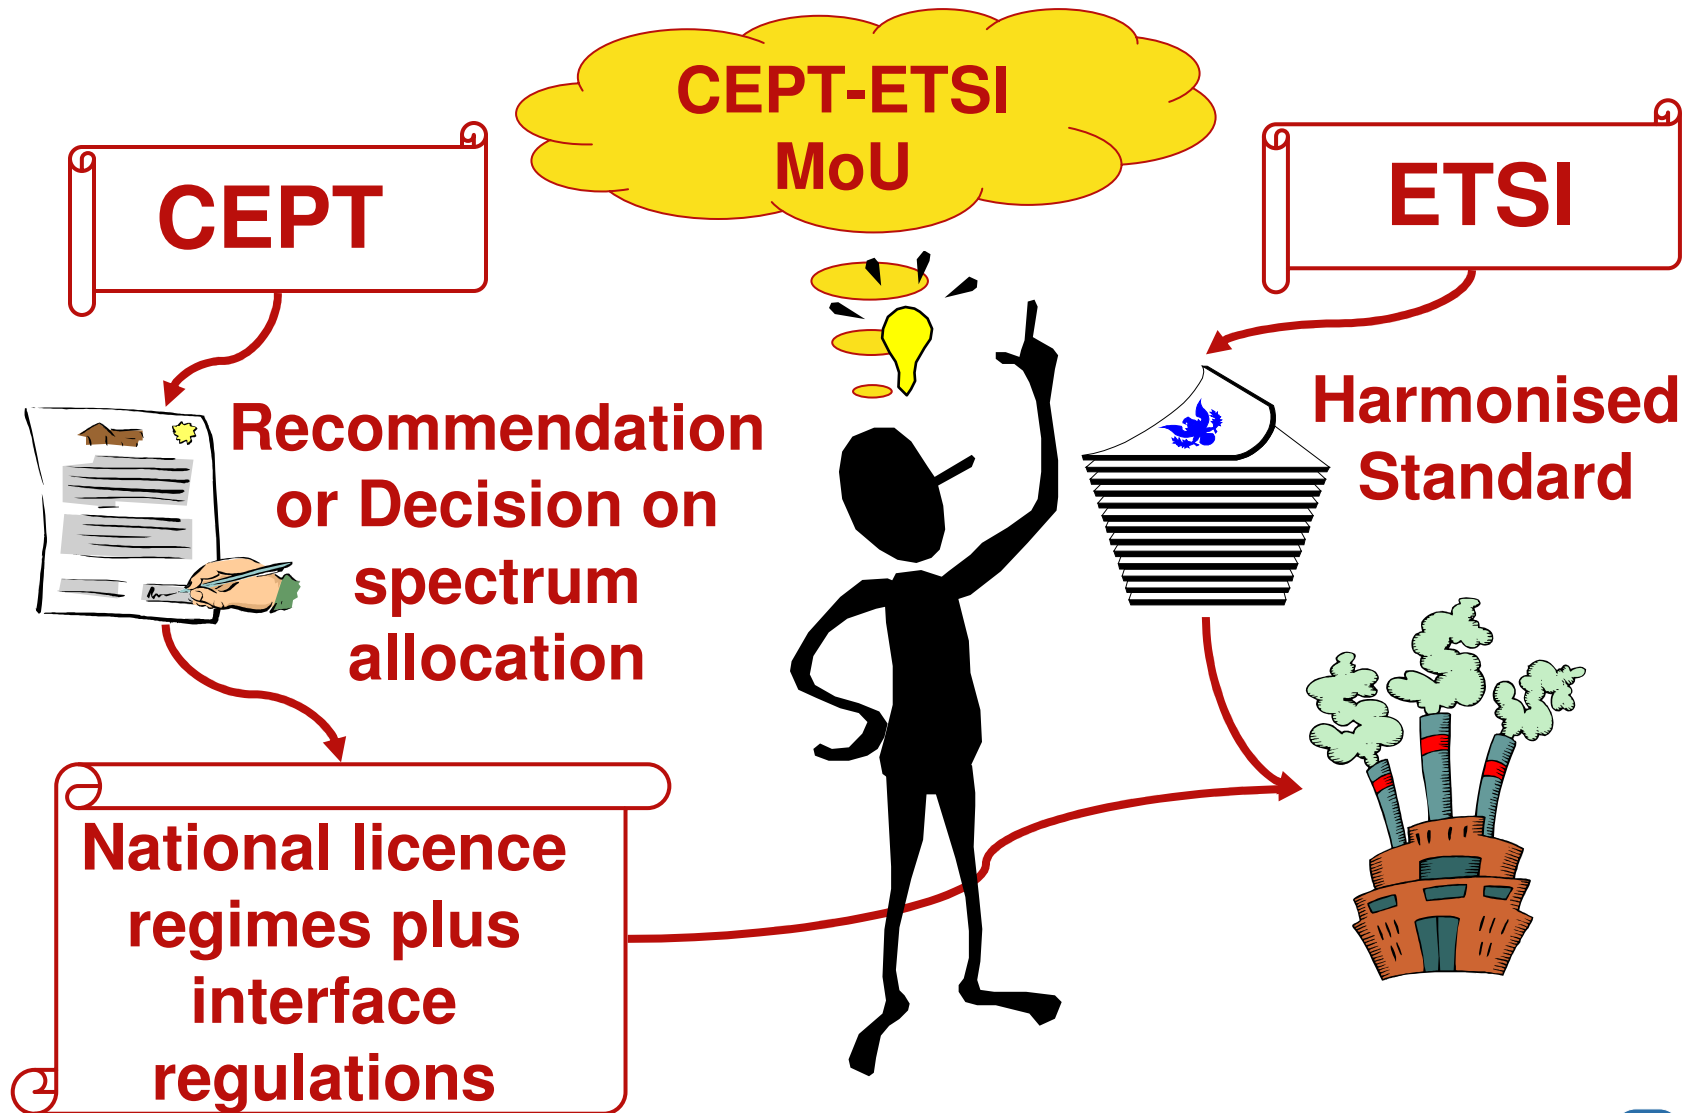 CEPT-ETSI
MoU
CEPT
ETSI
Recommendation
or Decision on
spectrum
allocation
Harmonised
Standard
National licence
regimes plus
interface
regulations